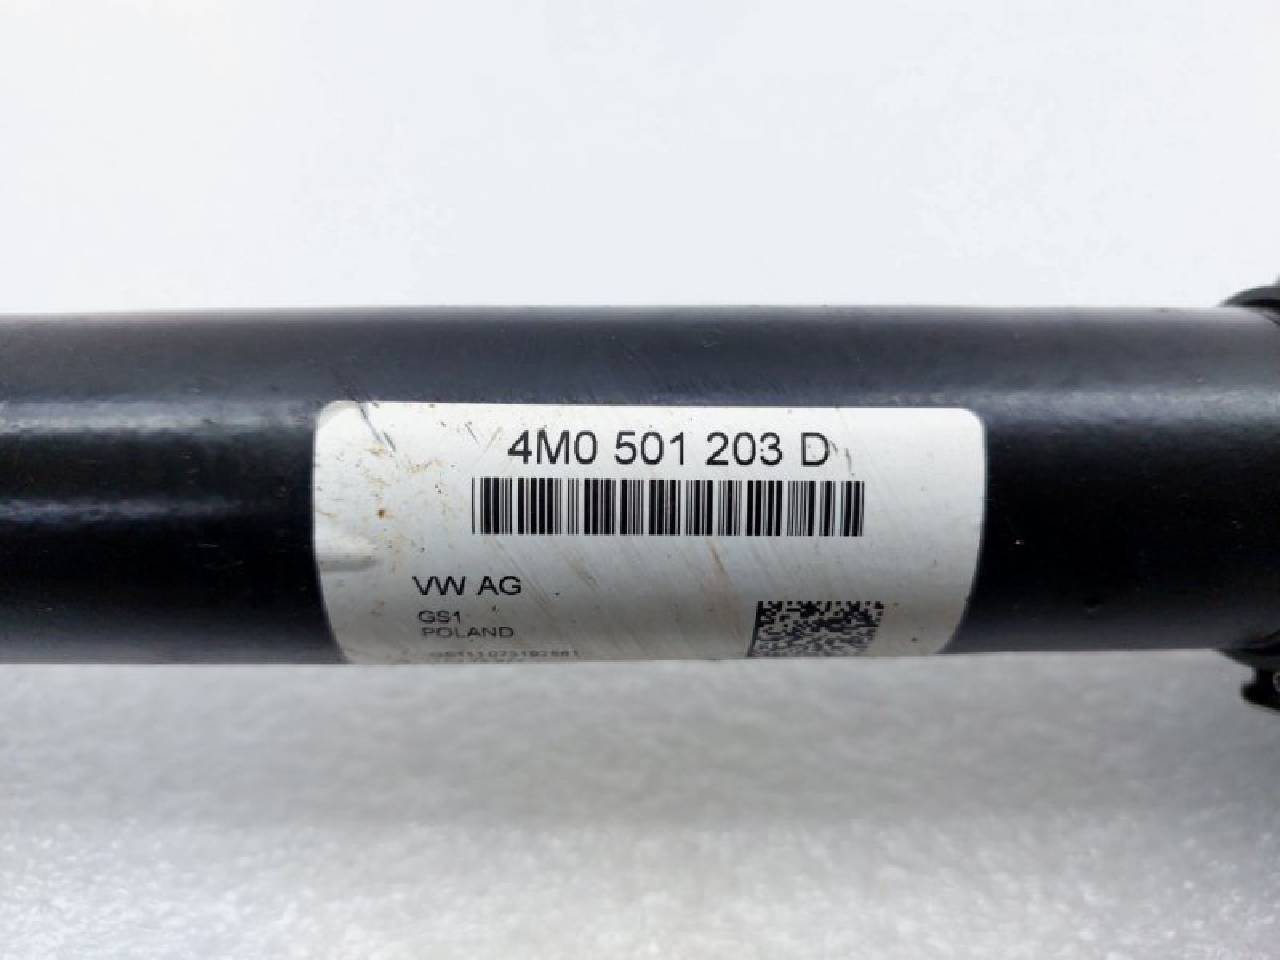 4M0 501 203 D
VW AG
GS1
POLAND